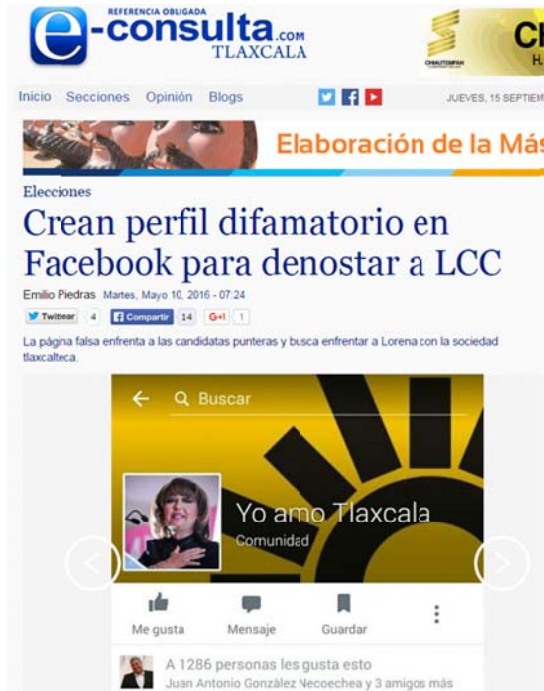 REFERENCIA OBLIGADA
e-consulta.com
TLAXCALA
CHIAUTEMPAN
CH
H.
Inicio Secciones Opinión Blogs
JUEVES, 15 SEPTIEM
Elaboración de la Más
Elecciones
Crean perfil difamatorio en
Facebook para denostar a LCC
Emilio Piedras Martes, Mayo 10, 2016 - 07:24
Twittear 4 Compartir 14 G+1 1
La página falsa enfrenta a las candidatas punteras y busca enfrentar a Lorena con la sociedad
tlaxcalteca.
Buscar
Yo amo Tlaxcala
Comunidad
Me gusta Mensaje Guardar
A 1286 personas les gusta esto
Juan Antonio González Necoechea y 3 amigos más